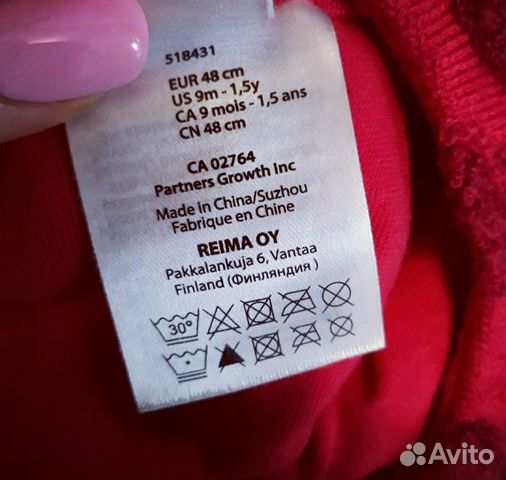 518431
EUR 48 cm
US 9m - 1,5y
CA 9 mois - 1,5 ans
CN 48 cm
CA 02764
Partners Growth Inc
Made in China/Suzhou
Fabrique en Chine
REIMA OY
Pakkalankuja 6, Vantaa
Finland (Финляндия )
30°
Avito